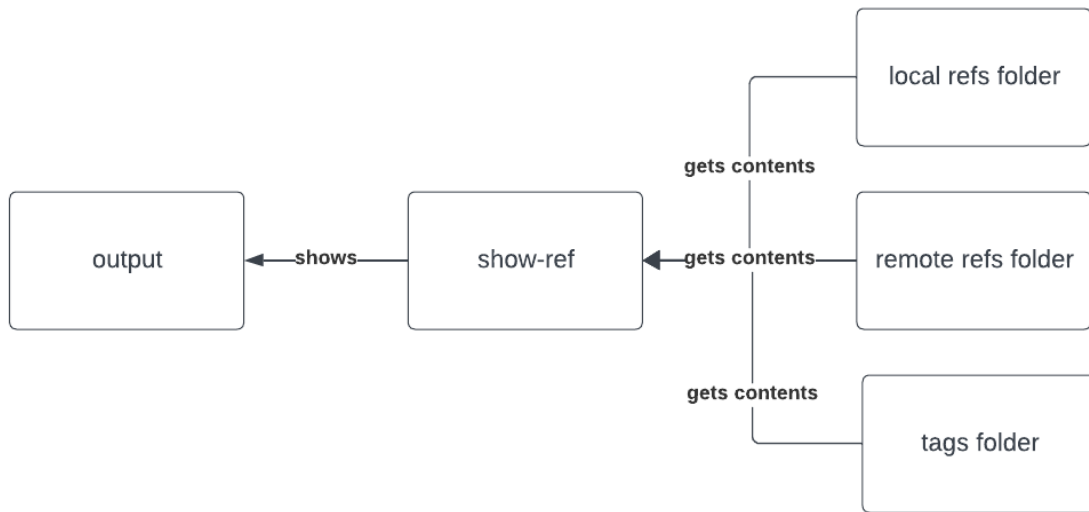 local refs folder
gets contents
output
shows
show-ref
gets contents
remote refs folder
gets contents
tags folder